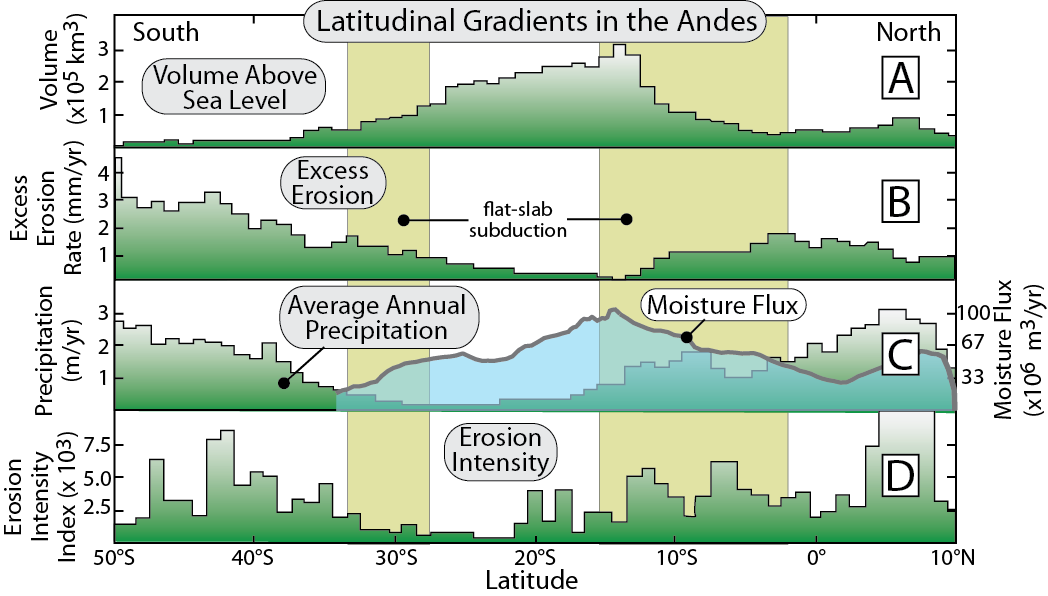 Latitudinal Gradients in the Andes
South
North
Volume
(x10⁵ km³)
3
2
1
Volume Above
Sea Level
A
Excess
Erosion
Rate (mm/yr)
4
3
2
1
Excess
Erosion
flat-slab
subduction
B
Precipitation
(m/yr)
3
2
1
Average Annual
Precipitation
Moisture Flux
C
100
67
33
Moisture Flux
(x10⁶ m³/yr)
Erosion
Intensity
Index (x 10³)
7.5
5.0
2.5
Erosion
Intensity
D
50°S 40°S 30°S 20°S 10°S 0° 10°N
Latitude